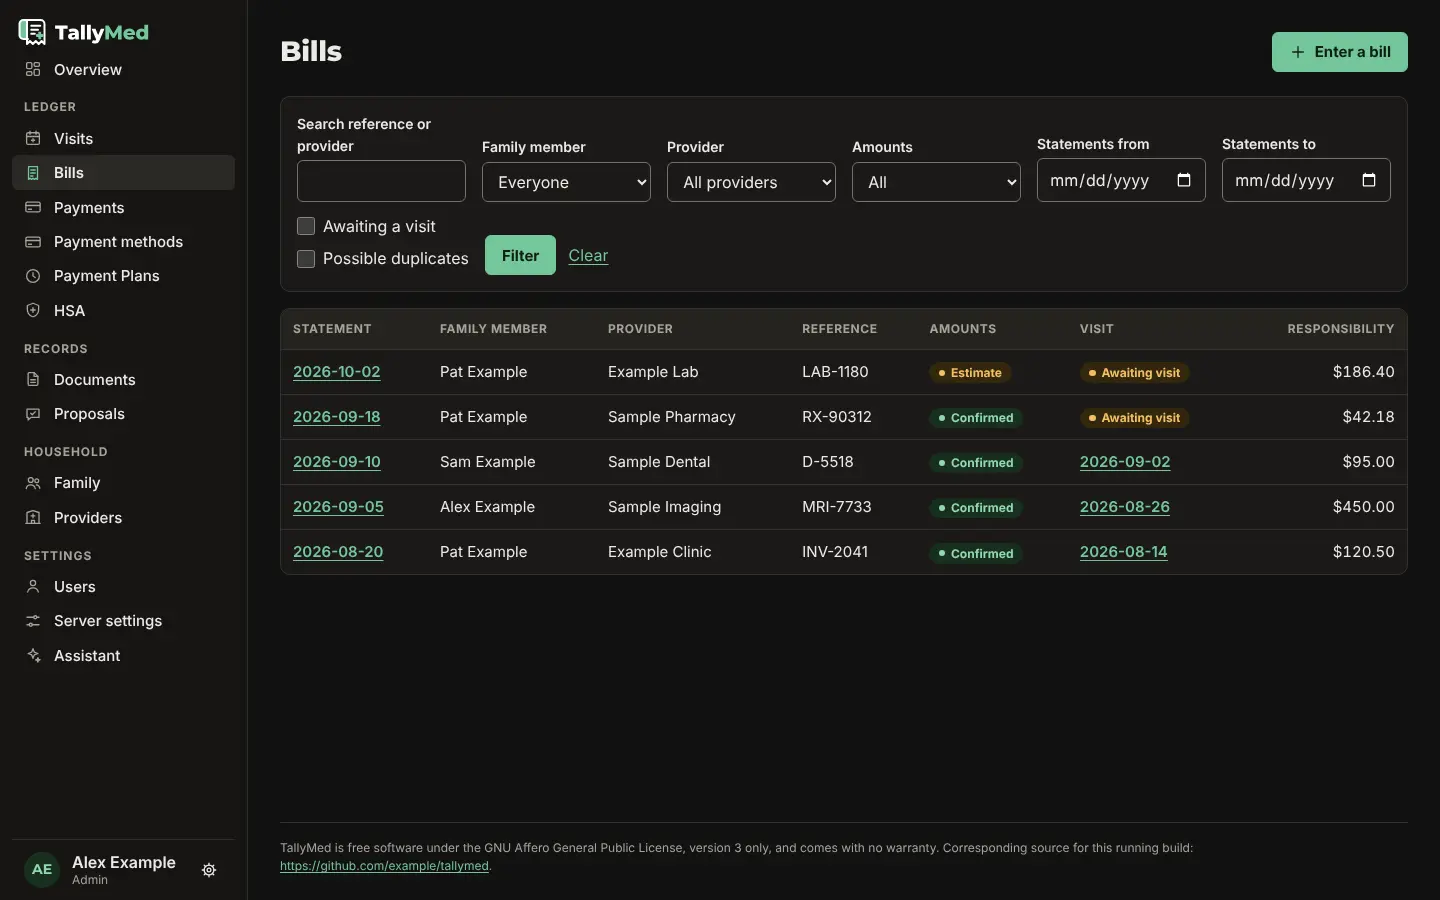 TallyMed
Overview
LEDGER
Visits
Bills
Payments
Payment methods
Payment Plans
HSA
RECORDS
Documents
Proposals
HOUSEHOLD
Family
Providers
SETTINGS
Users
Server settings
Assistant
AE
Alex Example
Admin
Bills
Enter a bill
Search reference or
provider
Family member
Everyone
Provider
All providers
Amounts
All
Statements from
mm/dd/yyyy
Statements to
mm/dd/yyyy
Awaiting a visit
Possible duplicates
Filter
Clear
STATEMENT FAMILY MEMBER PROVIDER REFERENCE AMOUNTS VISIT RESPONSIBILITY
2026-10-02 Pat Example Example Lab LAB-1180 Estimate Awaiting visit $186.40
2026-09-18 Pat Example Sample Pharmacy RX-90312 Confirmed Awaiting visit $42.18
2026-09-10 Sam Example Sample Dental D-5518 Confirmed 2026-09-02 $95.00
2026-09-05 Alex Example Sample Imaging MRI-7733 Confirmed 2026-08-26 $450.00
2026-08-20 Pat Example Example Clinic INV-2041 Confirmed 2026-08-14 $120.50
TallyMed is free software under the GNU Affero General Public License, version 3 only, and comes with no warranty. Corresponding source for this running build:
https://github.com/example/tallymed.